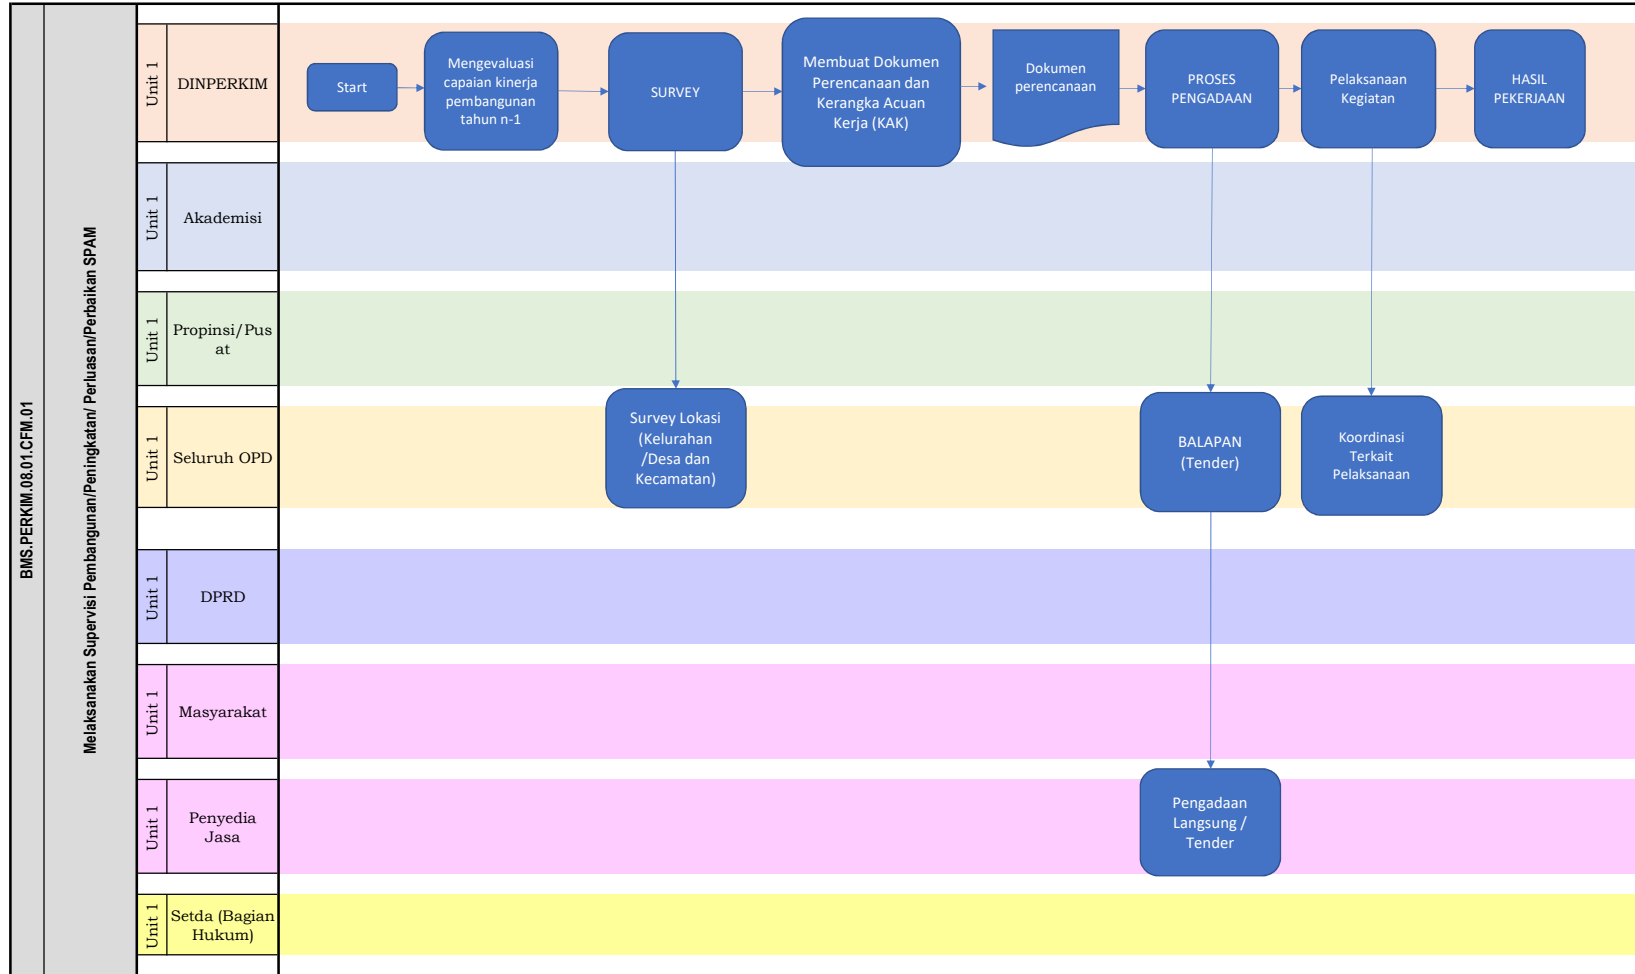 BMS.PERKIM.08.01.CFM.01
Melaksanakan Supervisi Pembangunan/Peningkatan/ Perluasan/Perbaikan SPAM
Unit 1
DINPERKIM
Start
Mengevaluasi
capaian kinerja
pembangunan
tahun n-1
SURVEY
Membuat Dokumen
Perencanaan dan
Kerangka Acuan
Kerja (KAK)
Dokumen
perencanaan
PROSES
PENGADAAN
Pelaksanaan
Kegiatan
HASIL
PEKERJAAN
Unit 1
Akademisi
Unit 1
Propinsi/Pus
at
Unit 1
Seluruh OPD
Survey Lokasi
(Kelurahan
/Desa dan
Kecamatan)
BALAPAN
(Tender)
Koordinasi
Terkait
Pelaksanaan
Unit 1
DPRD
Unit 1
Masyarakat
Unit 1
Penyedia
Jasa
Pengadaan
Langsung /
Tender
Unit 1
Setda (Bagian
Hukum)